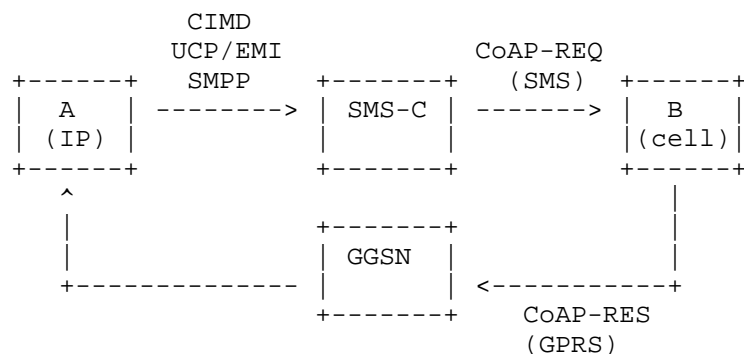 CIMD
UCP/EMI CoAP-REQ
SMPP (SMS)
A SMS-C B
(IP) (cell)
GGSN
CoAP-RES
(GPRS)